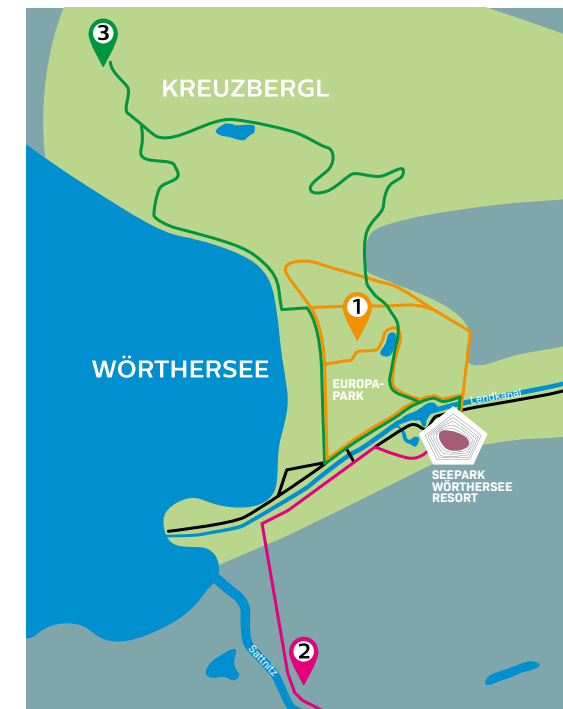 3
KREUZBERGL
1
WÖRTHERSEE
EUROPA-
PARK
Lendkanal
SEEPARK
WÖRTHERSEE
RESORT
Sattnitz
2